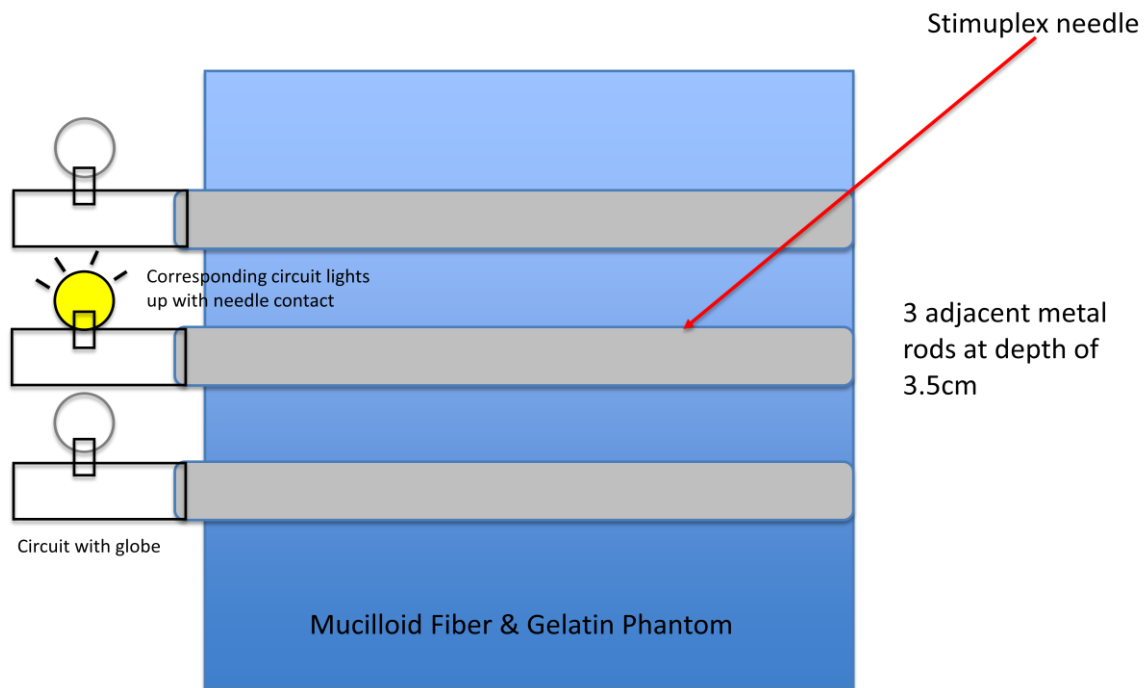 Stimuplex needle
Corresponding circuit lights
up with needle contact
3 adjacent metal
rods at depth of
3.5cm
Circuit with globe
Mucilloid Fiber & Gelatin Phantom